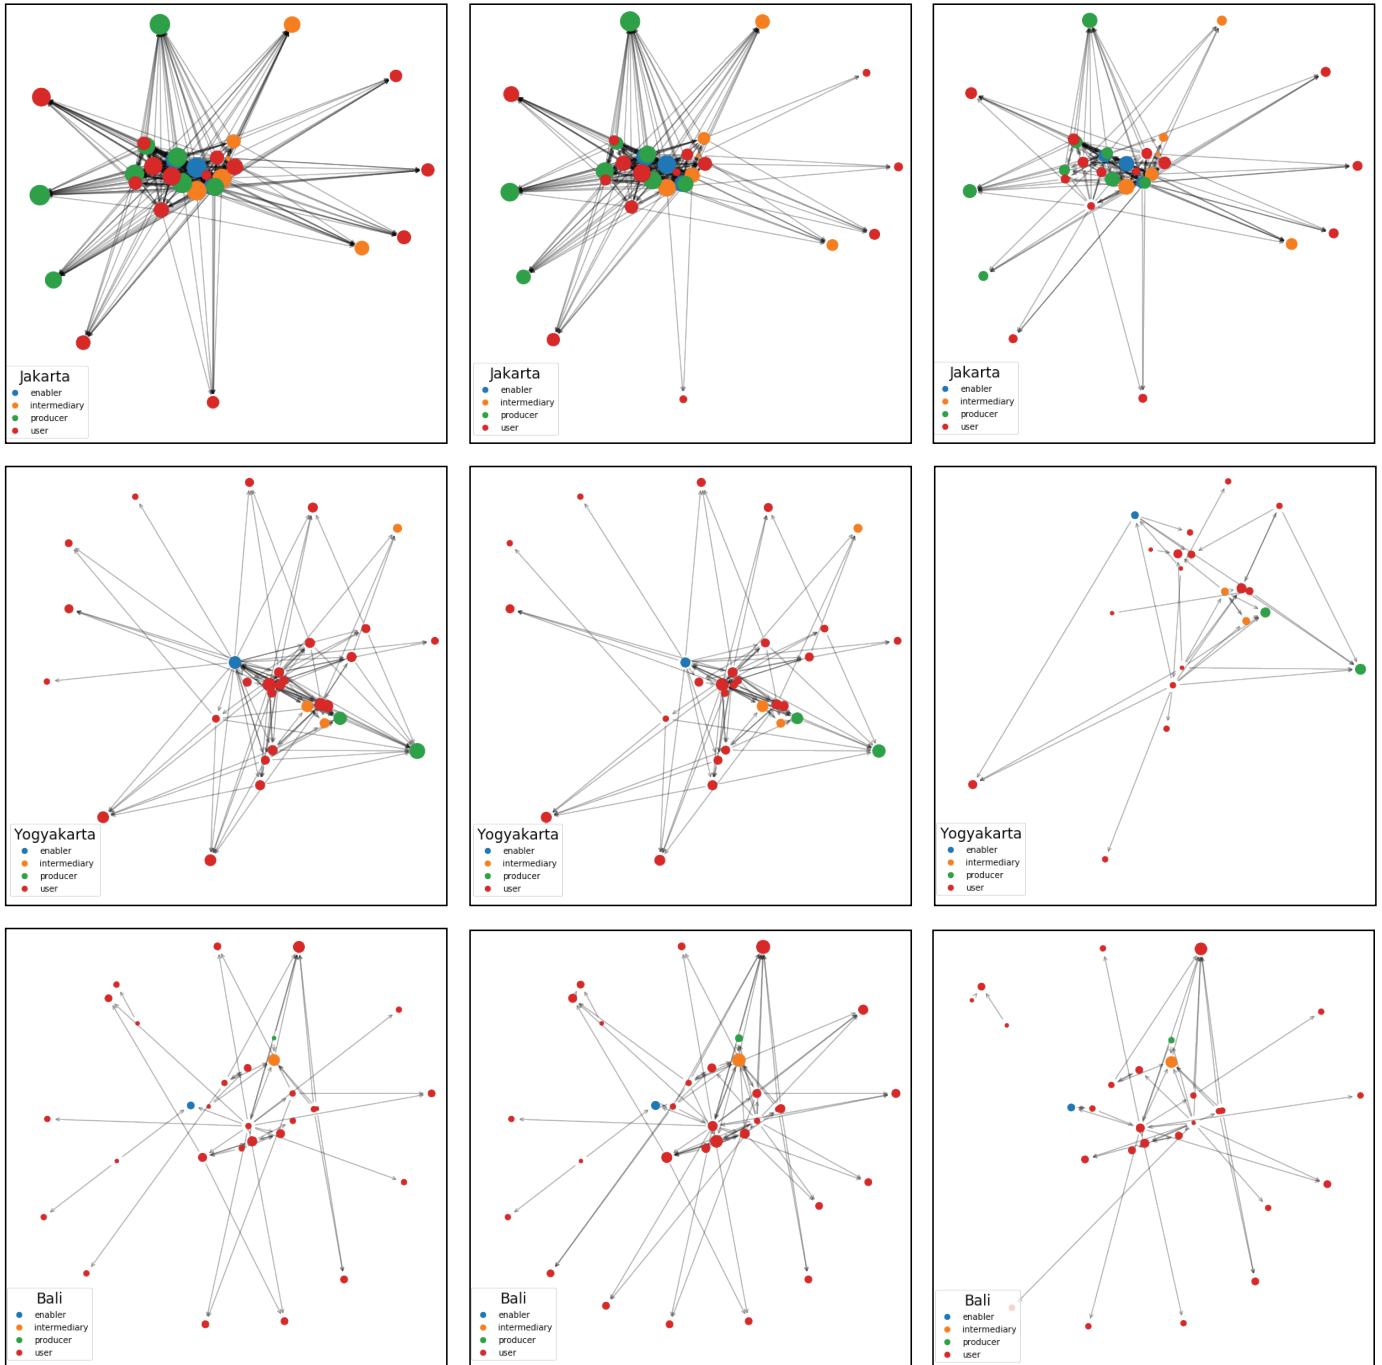 Jakarta
enabler
intermediary
producer
user
Jakarta
enabler
intermediary
producer
user
Jakarta
enabler
intermediary
producer
user
Yogyakarta
enabler
intermediary
producer
user
Yogyakarta
enabler
intermediary
producer
user
Yogyakarta
enabler
intermediary
producer
user
Bali
enabler
intermediary
producer
user
Bali
enabler
intermediary
producer
user
Bali
enabler
intermediary
producer
user